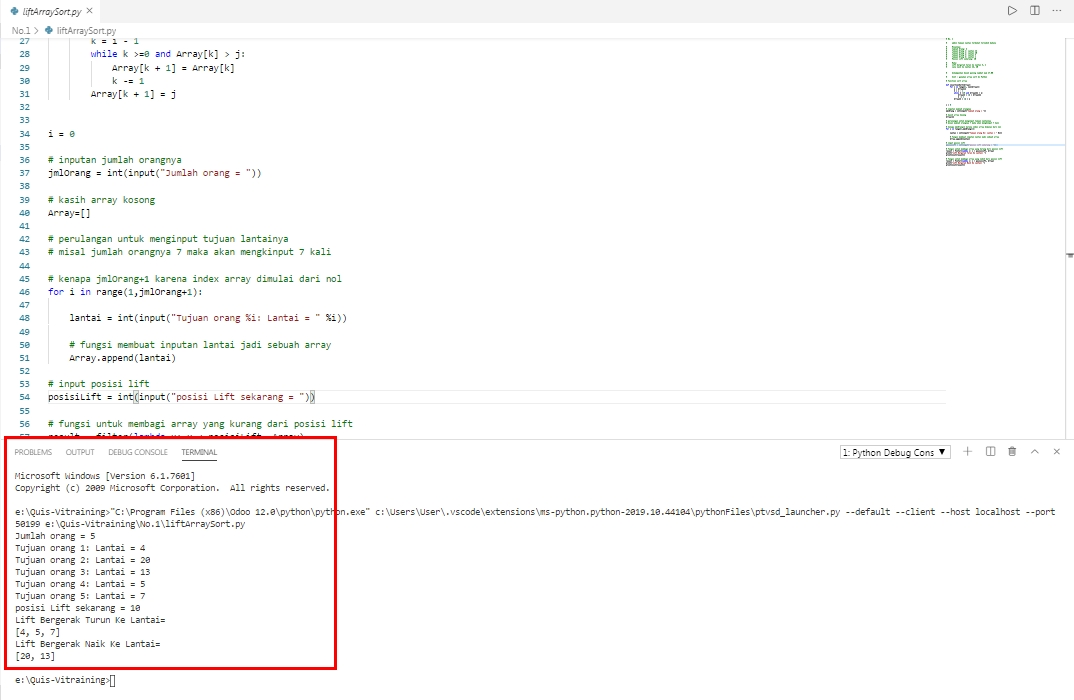 liftArraySort.py ×
No.1 > liftArraySort.py
27 k = i - 1
28 while k >=0 and Array[k] > j:
29 Array[k + 1] = Array[k]
30 k -= 1
31 Array[k + 1] = j
32
33
34 i = 0
35
36 # inputan jumlah orangnya
37 jmlOrang = int(input("Jumlah orang = "))
38
39 # kasih array kosong
40 Array=[]
41
42 # perulangan untuk menginput tujuan lantainya
43 # misal jumlah orangnya 7 maka akan mengkinput 7 kali
44
45 # kenapa jmlOrang+1 karena index array dimulai dari nol
46 for i in range(1,jmlOrang+1):
47
48 lantai = int(input("Tujuan orang %i: Lantai = " %i))
49
50 # fungsi membuat inputan lantai jadi sebuah array
51 Array.append(lantai)
52
53 # input posisi lift
54 posisiLift = int(input("posisi Lift sekarang = "))
55
56 # fungsi untuk membagi array yang kurang dari posisi lift
PROBLEMS OUTPUT DEBUG CONSOLE TERMINAL 1: Python Debug Cons
Microsoft Windows [Version 6.1.7601]
Copyright (c) 2009 Microsoft Corporation.  All rights reserved.
e:\Quis-Vitraining>"C:\Program Files (x86)\Odoo 12.0\python\python.exe" c:\Users\User\.vscode\extensions\ms-python.python-2019.10.44104\pythonFiles\ptvsd_launcher.py --default --client --host localhost --port
50199 e:\Quis-Vitraining\No.1\liftArraySort.py
Jumlah orang = 5
Tujuan orang 1: Lantai = 4
Tujuan orang 2: Lantai = 20
Tujuan orang 3: Lantai = 13
Tujuan orang 4: Lantai = 5
Tujuan orang 5: Lantai = 7
posisi Lift sekarang = 10
Lift Bergerak Turun Ke Lantai=
[4, 5, 7]
Lift Bergerak Naik Ke Lantai=
[20, 13]
e:\Quis-Vitraining>